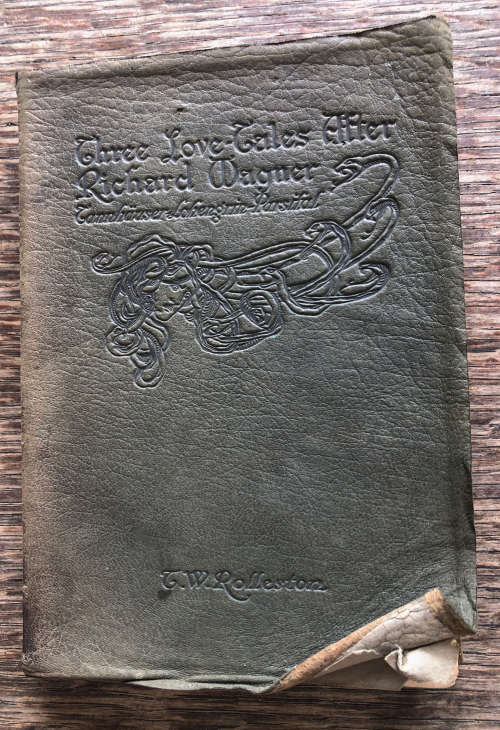 Three Love-Tales After
Richard Wagner
Tannhäuser-Lohengrin-Parsifal
T. W. Rolleston